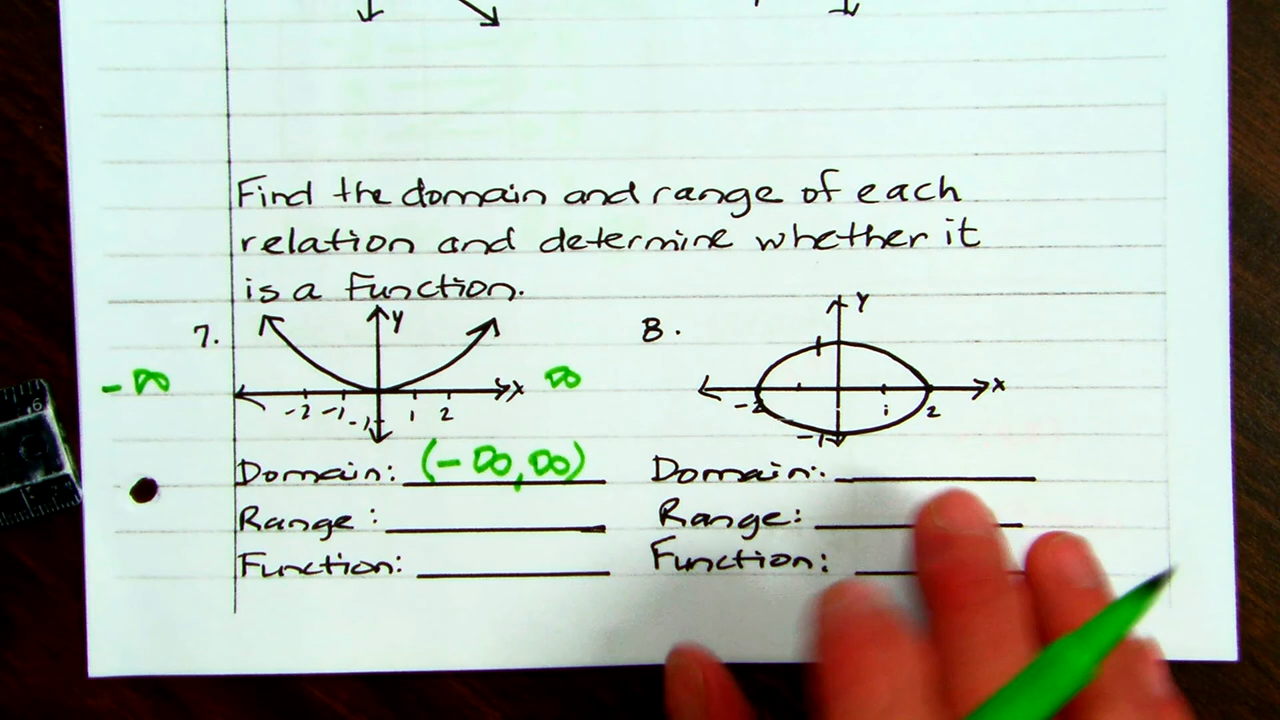 Find the domain and range of each
relation and determine whether it
is a function.
7.
y
x
-2 -1 1 2
-1
-∞
∞
Domain: (-∞,∞)
Range:
Function:
8.
y
x
-2 1 2
-1
Domain:
Range:
Function:
6